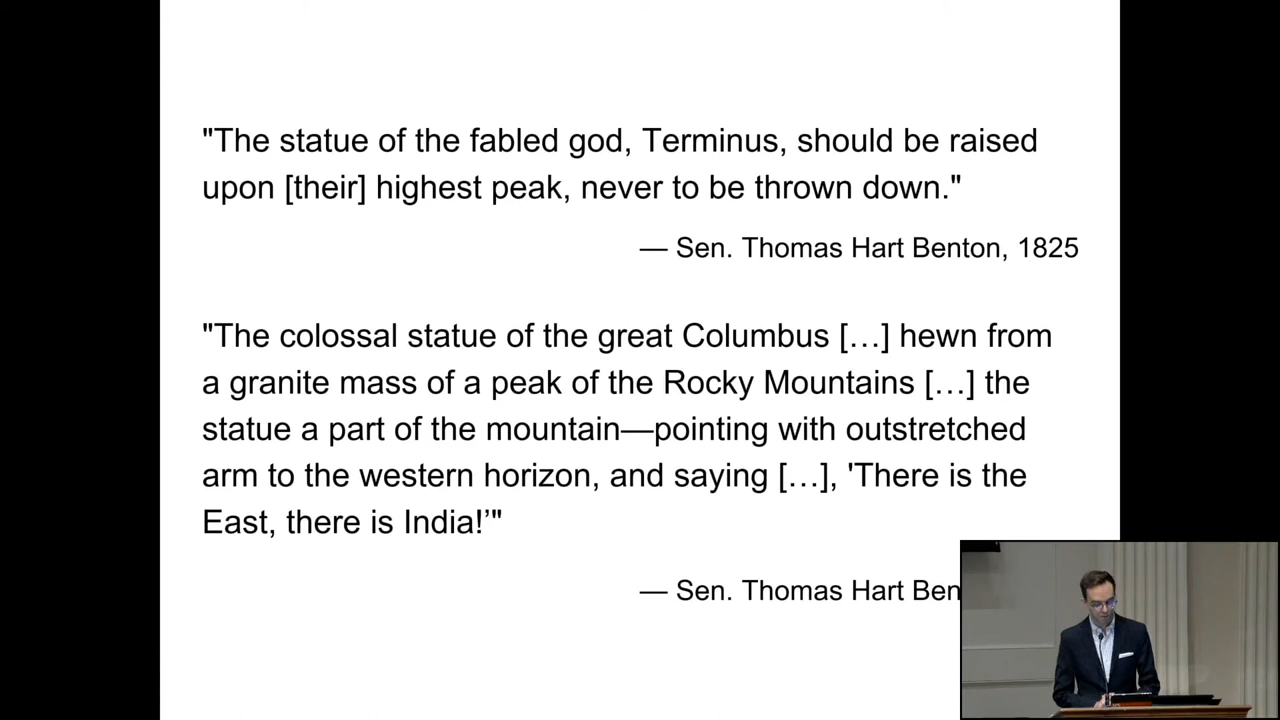 "The statue of the fabled god, Terminus, should be raised
upon [their] highest peak, never to be thrown down."
— Sen. Thomas Hart Benton, 1825
"The colossal statue of the great Columbus […] hewn from
a granite mass of a peak of the Rocky Mountains […] the
statue a part of the mountain—pointing with outstretched
arm to the western horizon, and saying […], 'There is the
East, there is India!’"
— Sen. Thomas Hart Ben